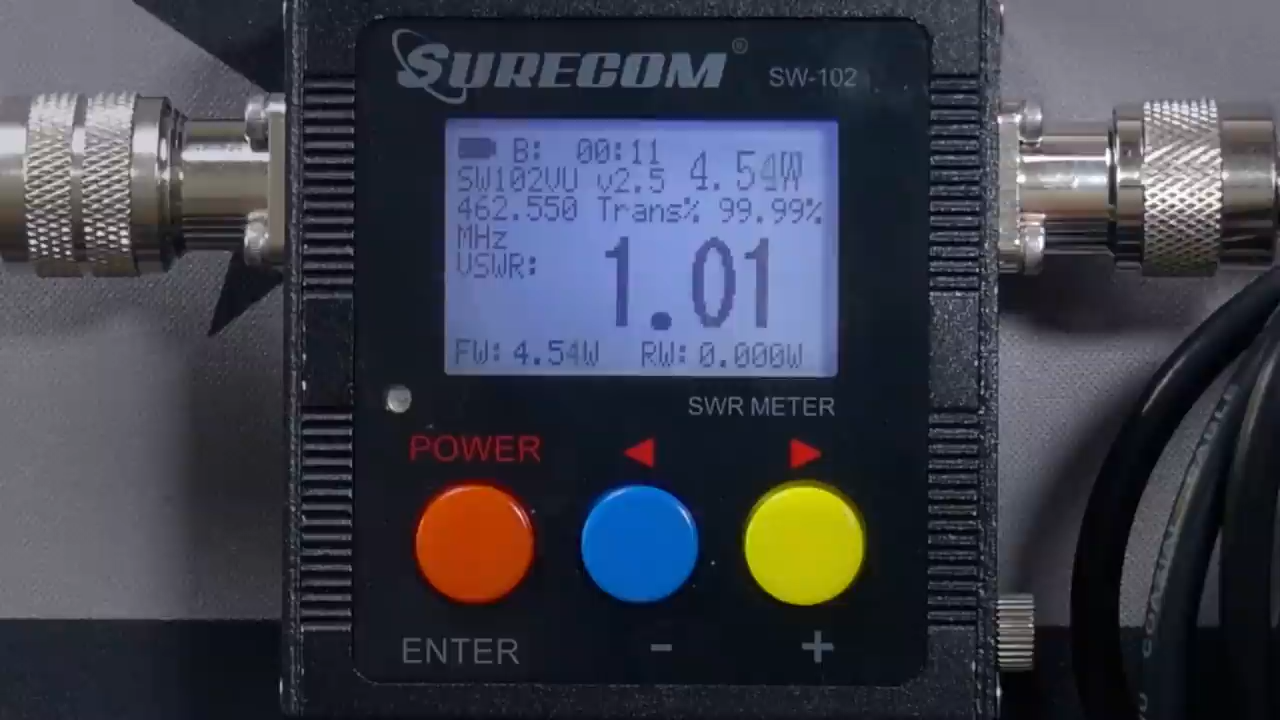 SURECOM® SW-102
B: 00:11 4.54W
SW102VU v2.5
462.550 Trans% 99.99%
MHz
VSWR: 1.01
FW: 4.54W RW: 0.000W
SWR METER
POWER ◀ ▶
ENTER - +